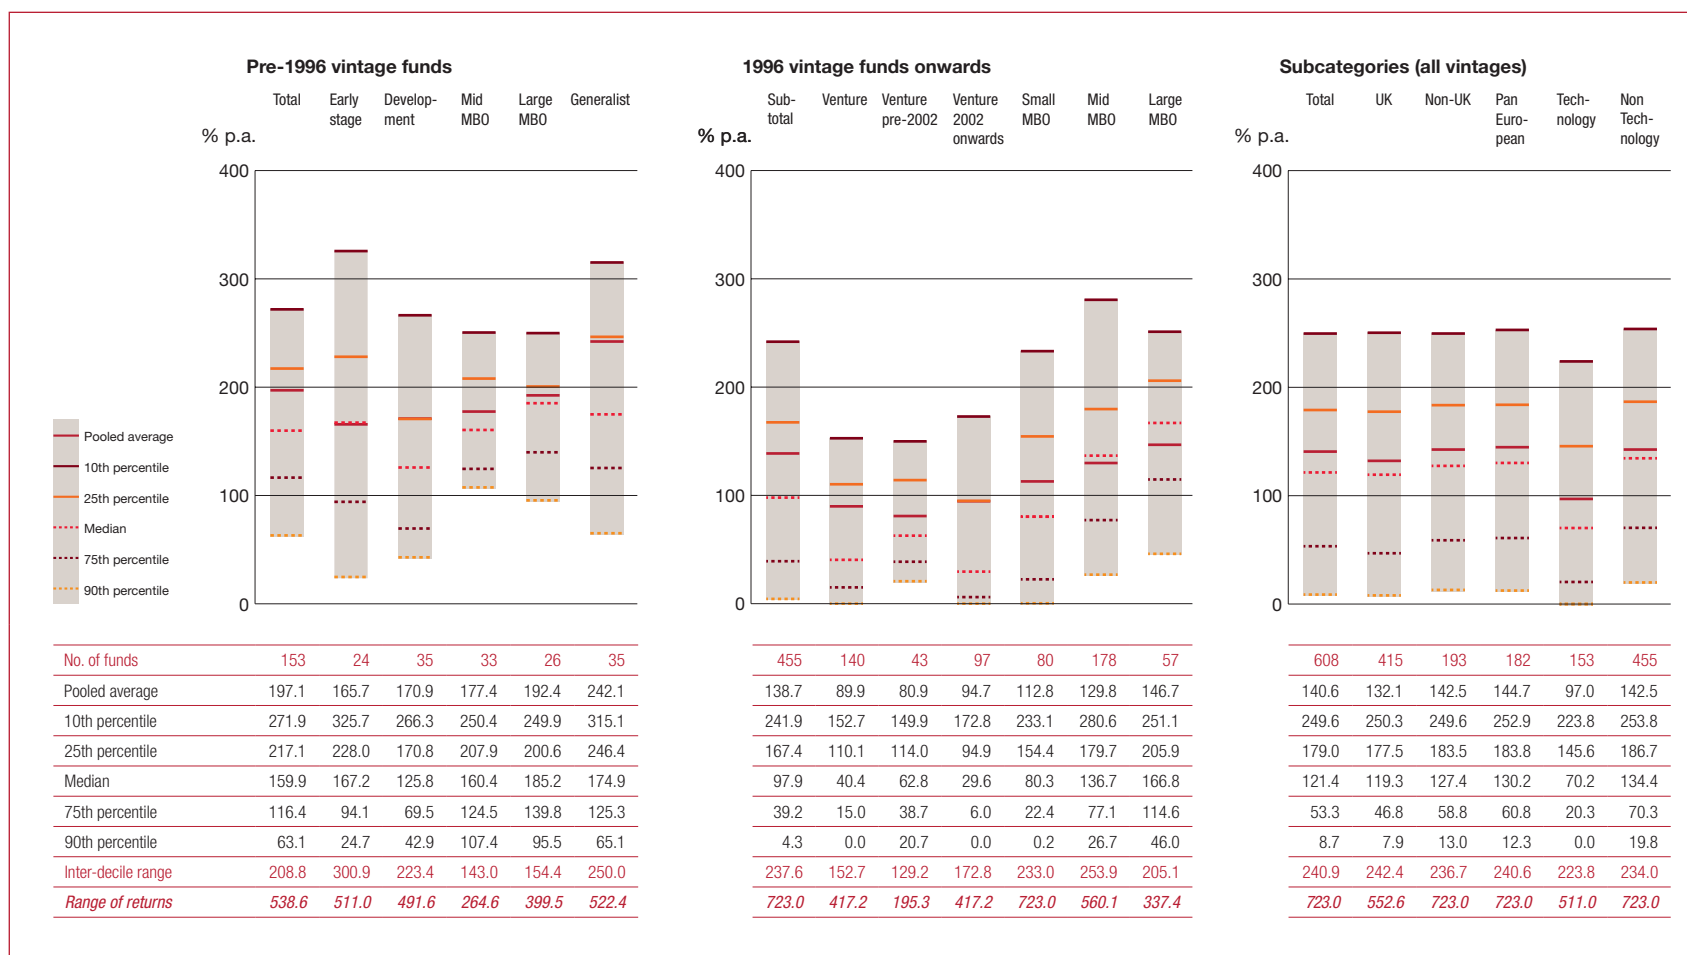 Pre-1996 vintage funds
Total Early stage Develop-ment Mid MBO Large MBO Generalist
% p.a.
400
300
200
100
0
Pooled average
10th percentile
25th percentile
Median
75th percentile
90th percentile
1996 vintage funds onwards
Sub-total Venture Venture pre-2002 Venture 2002 onwards Small MBO Mid MBO Large MBO
% p.a.
400
300
200
100
0
Subcategories (all vintages)
Total UK Non-UK Pan Euro-pean Tech-nology Non Tech-nology
% p.a.
400
300
200
100
0
No. of funds 153 24 35 33 26 35 455 140 43 97 80 178 57 608 415 193 182 153 455
Pooled average 197.1 165.7 170.9 177.4 192.4 242.1 138.7 89.9 80.9 94.7 112.8 129.8 146.7 140.6 132.1 142.5 144.7 97.0 142.5
10th percentile 271.9 325.7 266.3 250.4 249.9 315.1 241.9 152.7 149.9 172.8 233.1 280.6 251.1 249.6 250.3 249.6 252.9 223.8 253.8
25th percentile 217.1 228.0 170.8 207.9 200.6 246.4 167.4 110.1 114.0 94.9 154.4 179.7 205.9 179.0 177.5 183.5 183.8 145.6 186.7
Median 159.9 167.2 125.8 160.4 185.2 174.9 97.9 40.4 62.8 29.6 80.3 136.7 166.8 121.4 119.3 127.4 130.2 70.2 134.4
75th percentile 116.4 94.1 69.5 124.5 139.8 125.3 39.2 15.0 38.7 6.0 22.4 77.1 114.6 53.3 46.8 58.8 60.8 20.3 70.3
90th percentile 63.1 24.7 42.9 107.4 95.5 65.1 4.3 0.0 20.7 0.0 0.2 26.7 46.0 8.7 7.9 13.0 12.3 0.0 19.8
Inter-decile range 208.8 300.9 223.4 143.0 154.4 250.0 237.6 152.7 129.2 172.8 233.0 253.9 205.1 240.9 242.4 236.7 240.6 223.8 234.0
Range of returns 538.6 511.0 491.6 264.6 399.5 522.4 723.0 417.2 195.3 417.2 723.0 560.1 337.4 723.0 552.6 723.0 723.0 511.0 723.0